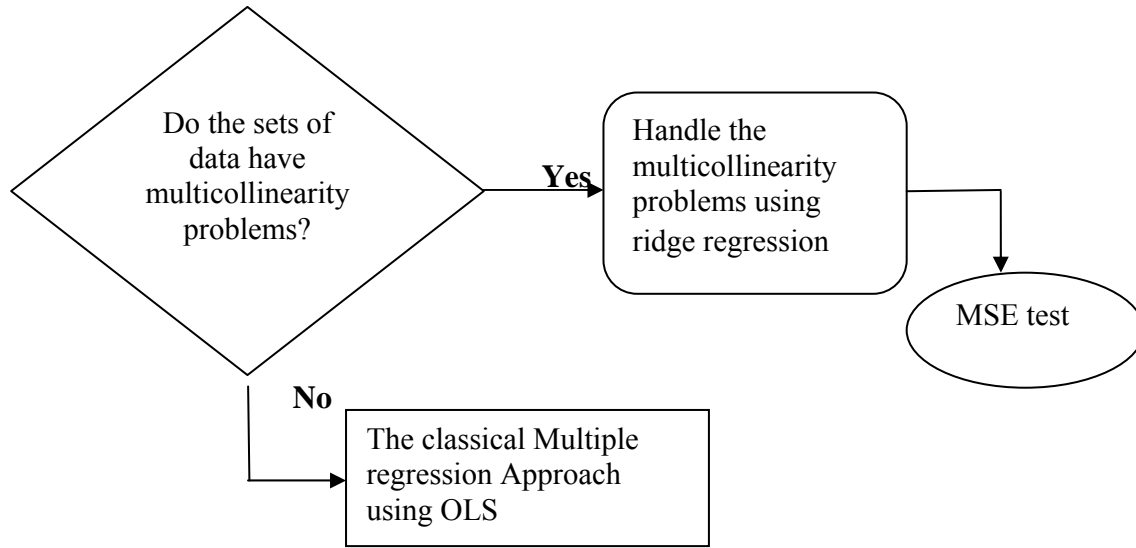 Do the sets of
data have
multicollinearity
problems?
Yes
Handle the
multicollinearity
problems using
ridge regression
MSE test
No
The classical Multiple
regression Approach
using OLS